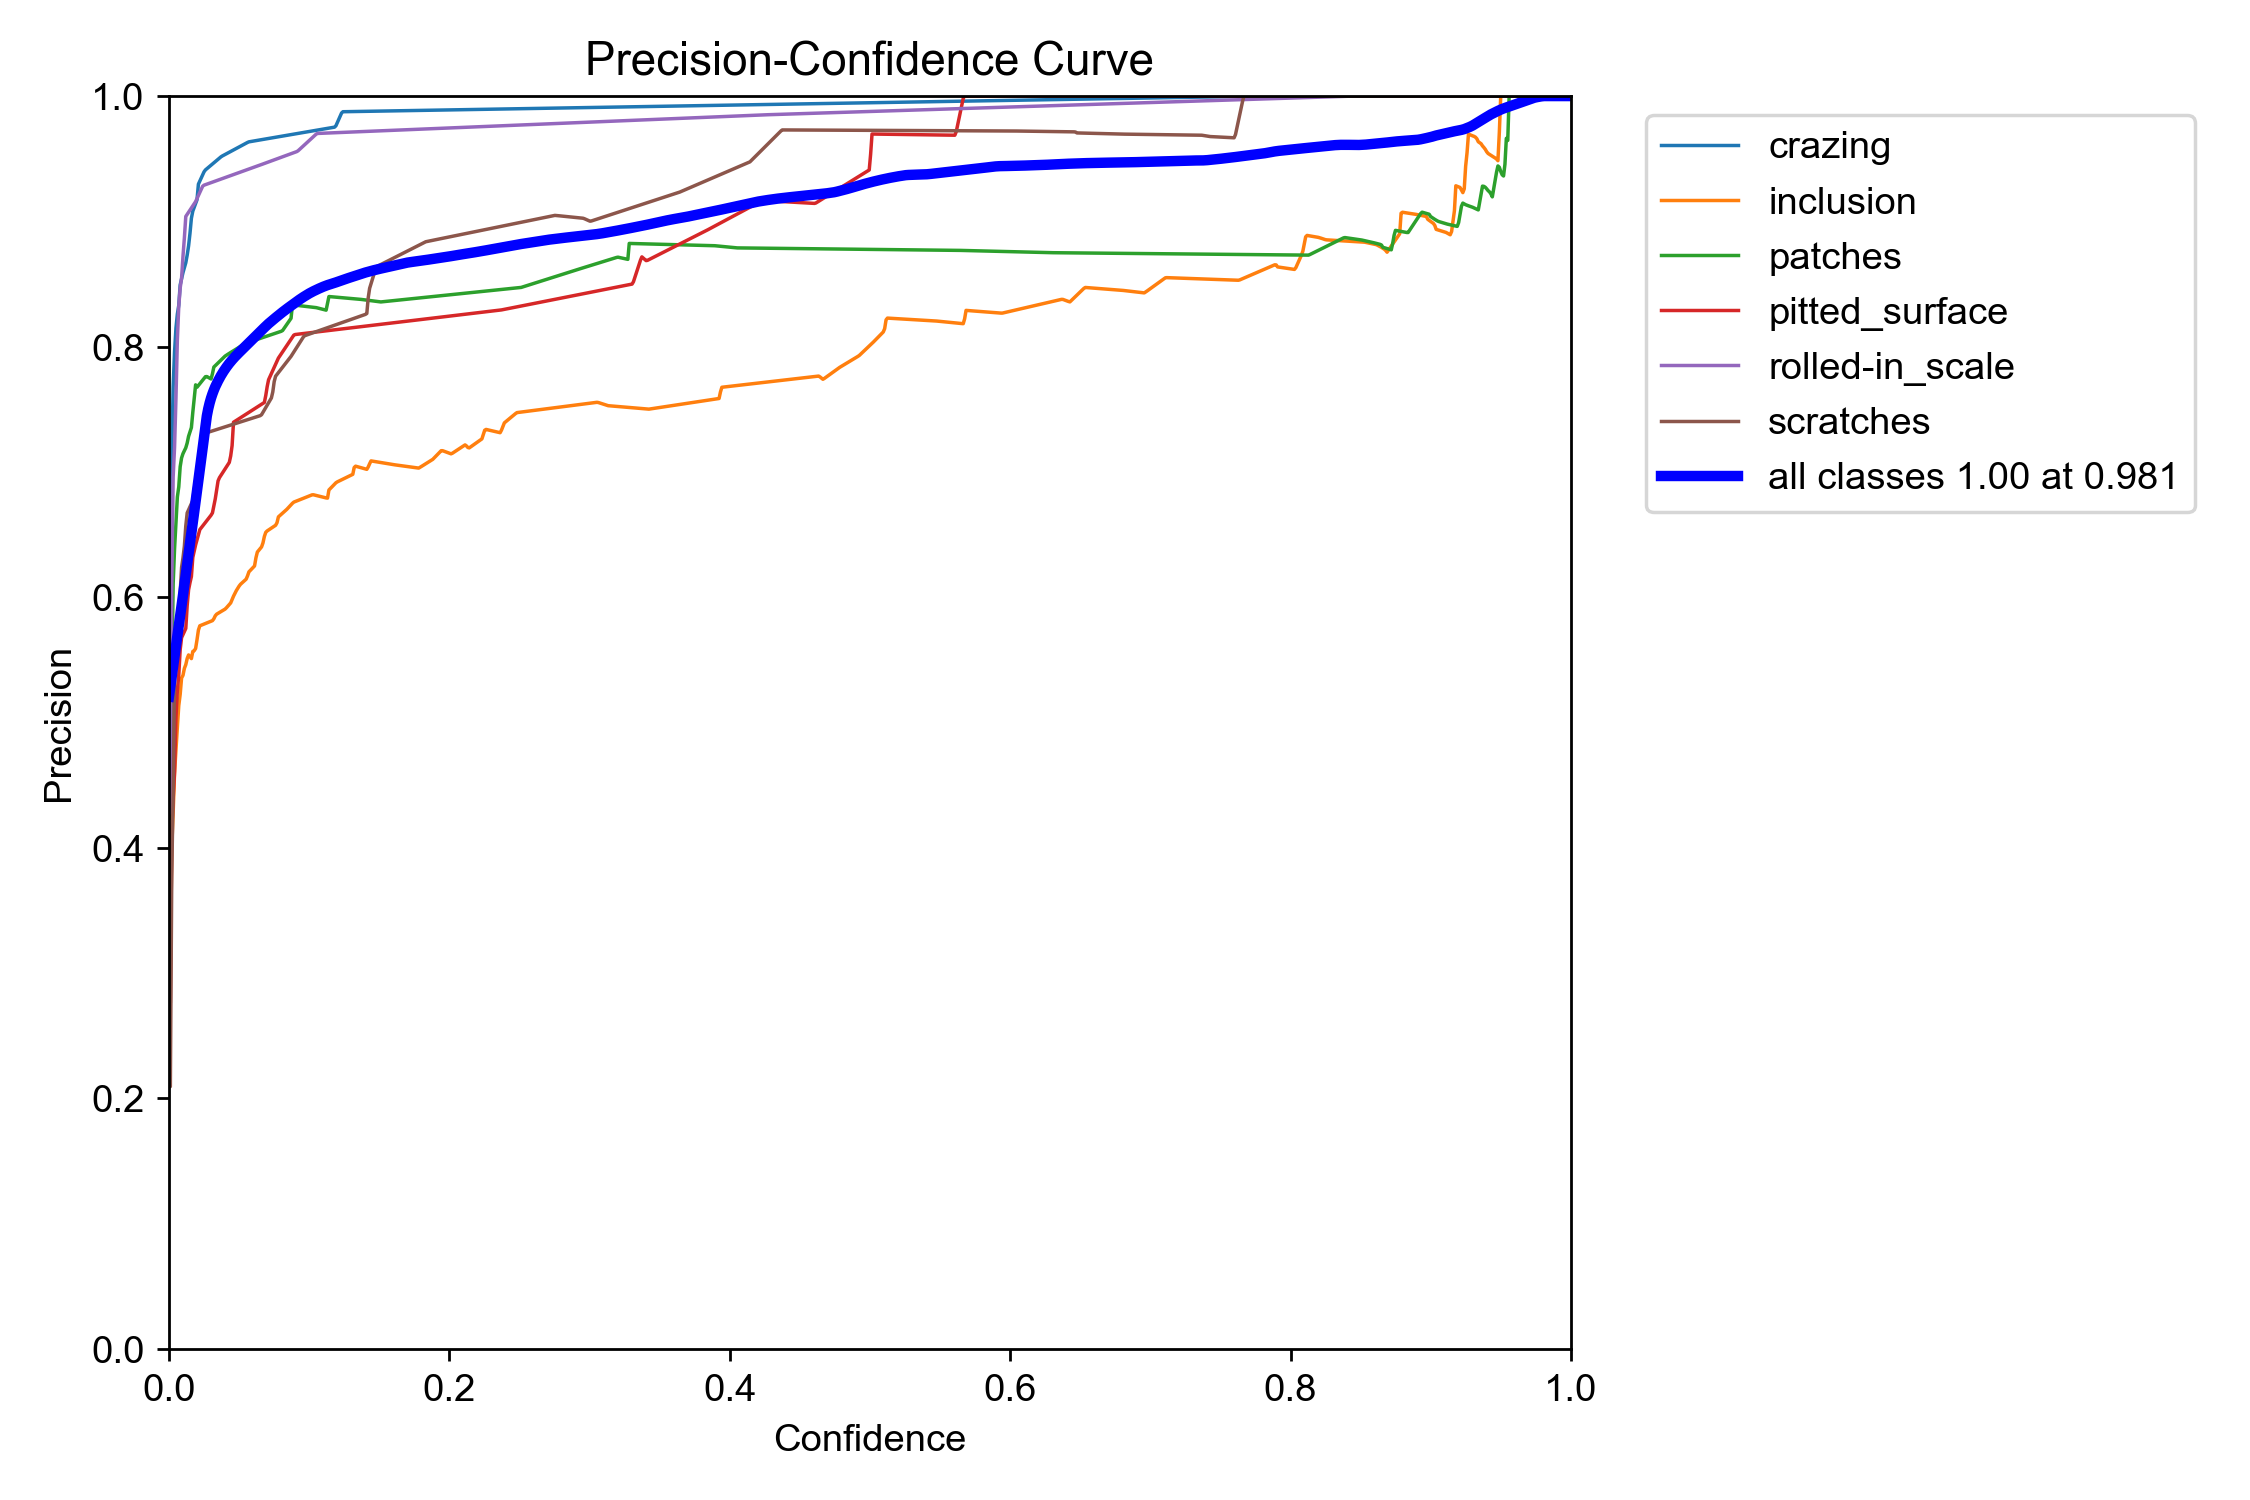 Precision-Confidence Curve
1.0
0.8
0.6
0.4
0.2
0.0
Precision
0.0 0.2 0.4 0.6 0.8 1.0
Confidence
crazing
inclusion
patches
pitted_surface
rolled-in_scale
scratches
all classes 1.00 at 0.981